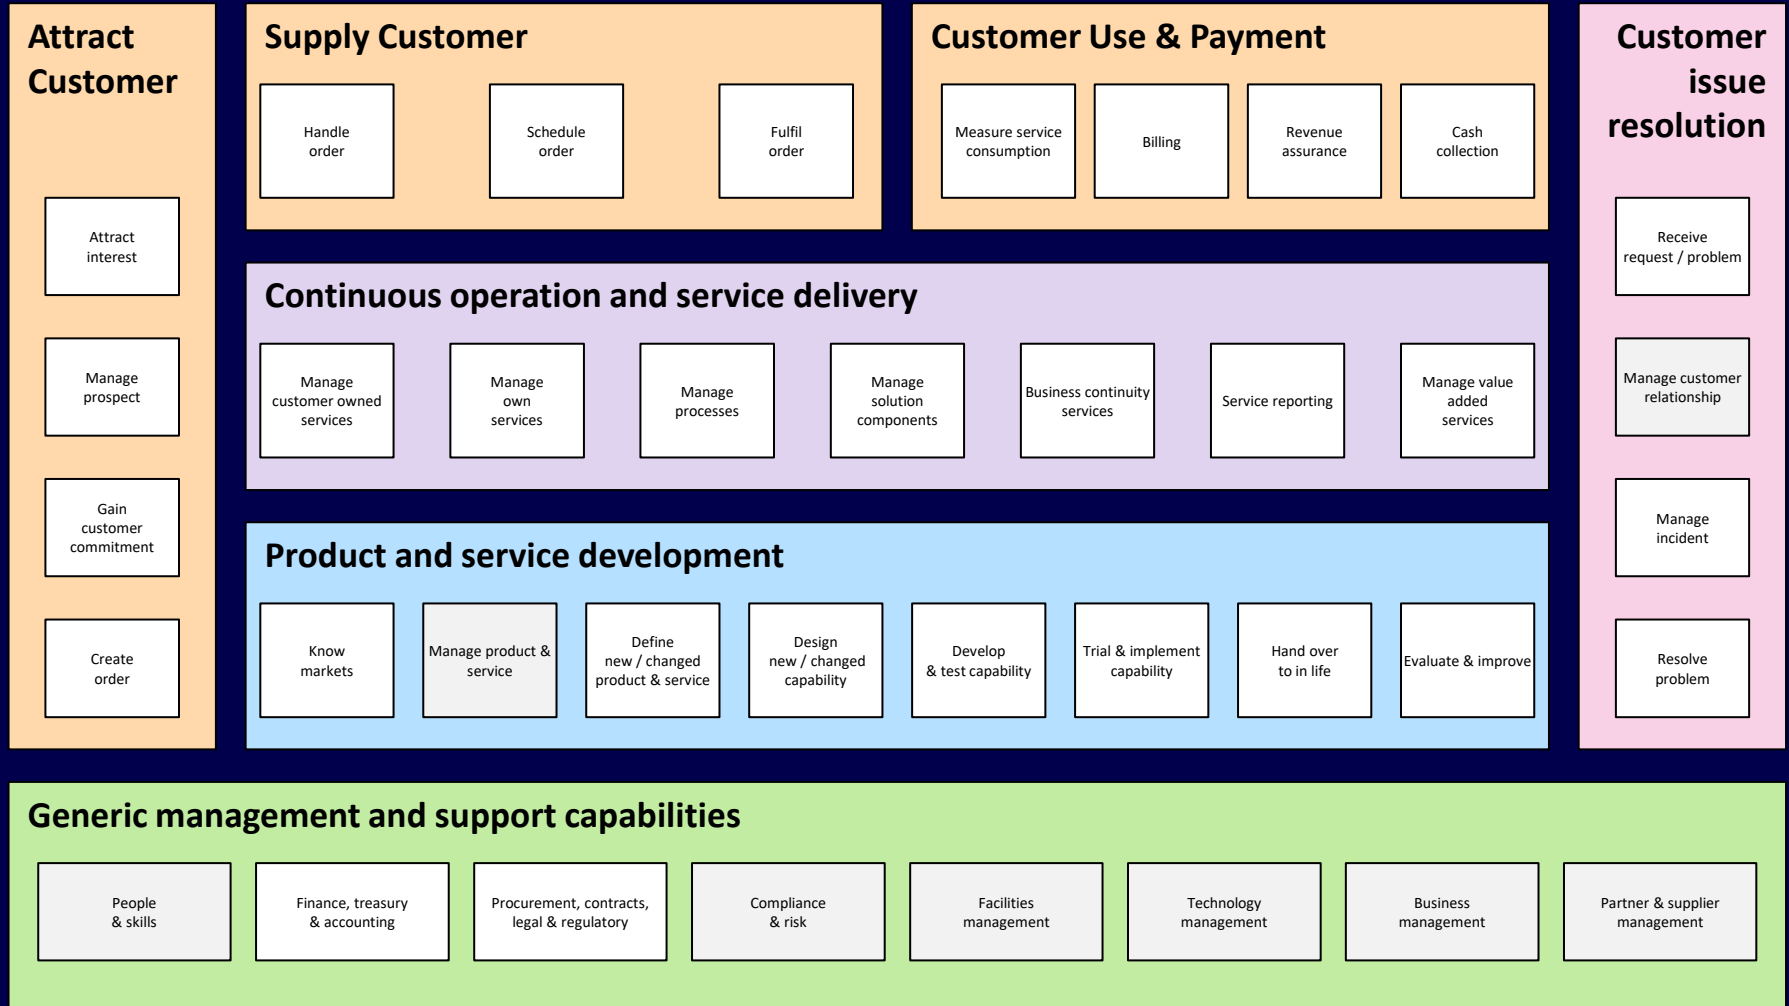 Attract
Customer
Attract
interest
Manage
prospect
Gain
customer
commitment
Create
order
Supply Customer
Handle
order
Schedule
order
Fulfil
order
Customer Use & Payment
Measure service
consumption
Billing
Revenue
assurance
Cash
collection
Customer
issue
resolution
Receive
request / problem
Manage customer
relationship
Manage
incident
Resolve
problem
Continuous operation and service delivery
Manage
customer owned
services
Manage
own
services
Manage
processes
Manage
solution
components
Business continuity
services
Service reporting
Manage value
added
services
Product and service development
Know
markets
Manage product &
service
Define
new / changed
product & service
Design
new / changed
capability
Develop
& test capability
Trial & implement
capability
Hand over
to in life
Evaluate & improve
Generic management and support capabilities
People
& skills
Finance, treasury
& accounting
Procurement, contracts,
legal & regulatory
Compliance
& risk
Facilities
management
Technology
management
Business
management
Partner & supplier
management